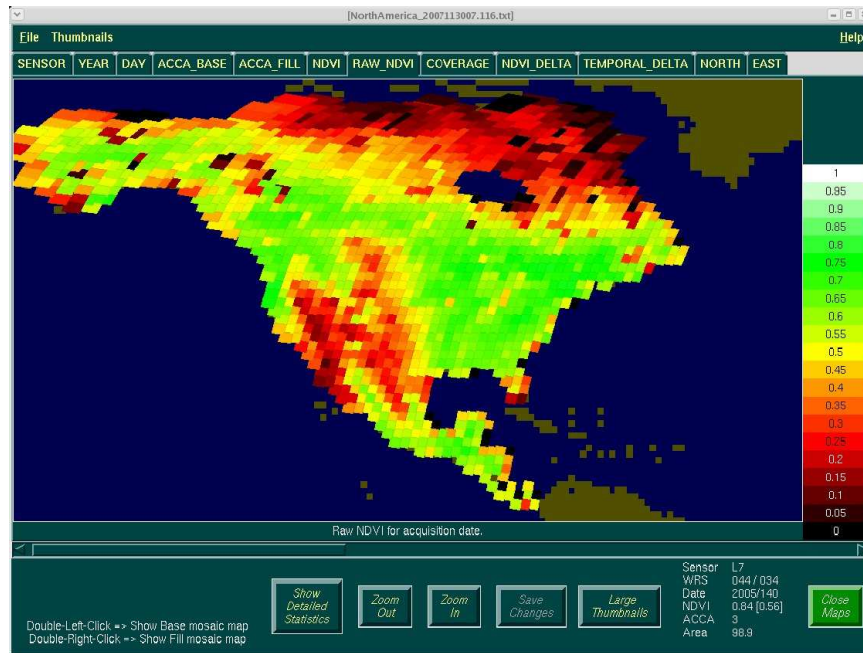 [NorthAmerica_2007113007.116.txt]
File Thumbnails Help
SENSOR YEAR DAY ACCA_BASE ACCA_FILL NDVI RAW_NDVI COVERAGE NDVI_DELTA TEMPORAL_DELTA NORTH EAST
1
0.85
0.9
0.85
0.8
0.75
0.7
0.65
0.6
0.55
0.5
0.45
0.4
0.35
0.3
0.25
0.2
0.15
0.1
0.05
0
Raw NDVI for acquisition date.
Double-Left-Click => Show Base mosaic map
Double-Right-Click => Show Fill mosaic map
Show
Detailed
Statistics
Zoom
Out
Zoom
In
Save
Changes
Large
Thumbnails
Sensor L7
WRS 044 / 034
Date 2005/140
NDVI 0.84 [0.56]
ACCA 3
Area 98.9
Close
Maps